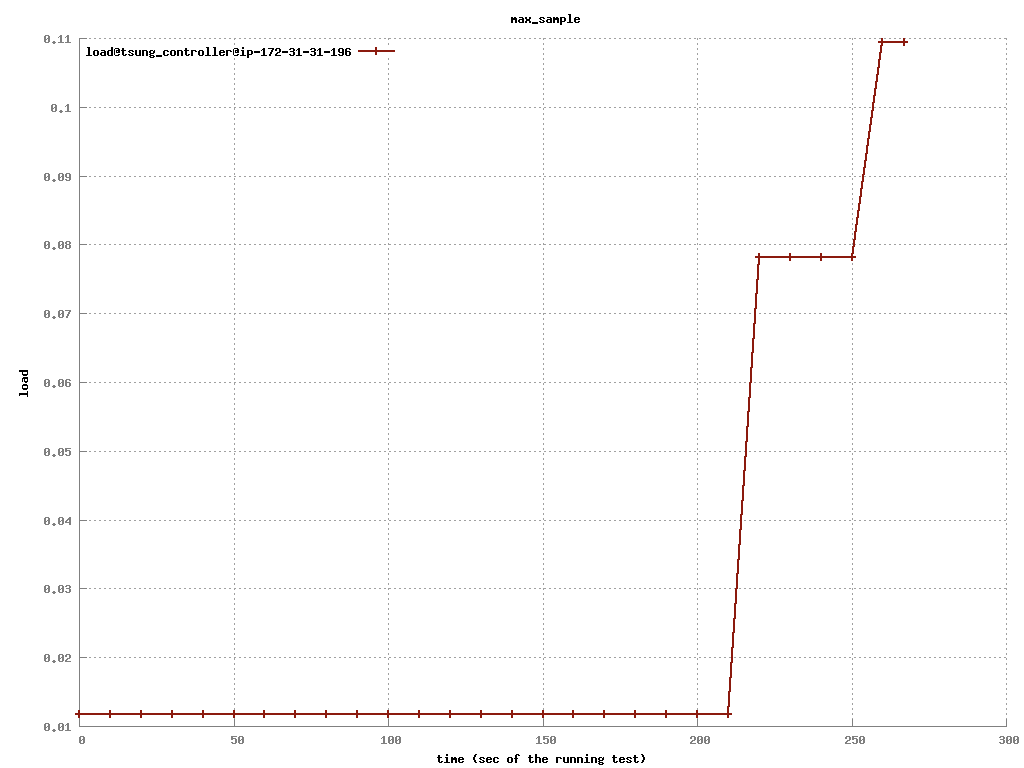 max_sample
load@tsung_controller@ip-172-31-31-196
0.11
0.1
0.09
0.08
0.07
0.06
0.05
0.04
0.03
0.02
0.01
load
0 50 100 150 200 250 300
time (sec of the running test)